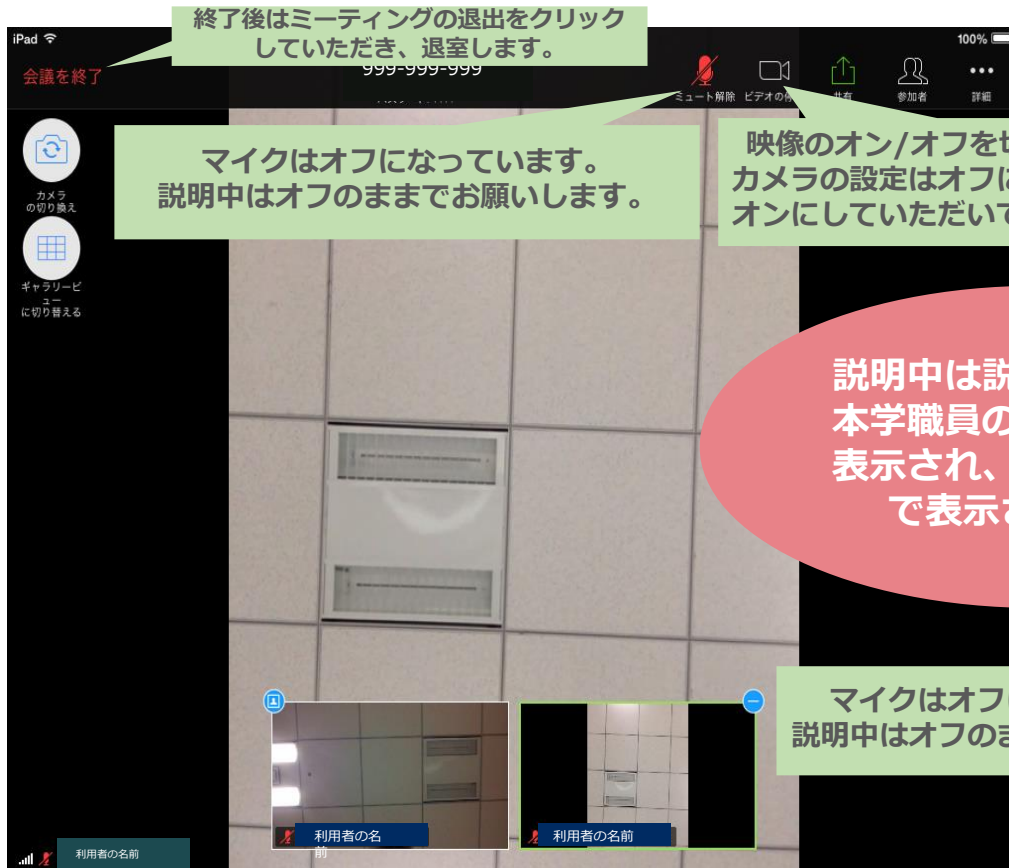 終了後はミーティングの退出をクリック
していただき、退室します。
iPad
100%
会議を終了
999-999-999
ミュート解除
ビデオの停
共有
参加者
詳細
カメラ
の切り換え
マイクはオフになっています。
説明中はオフのままでお願いします。
映像のオン/オフを
カメラの設定はオフに
オンにしていただいて
ギャラリービ
ュー
に切り替える
説明中は説
本学職員の
表示され、
で表示さ
マイクはオフ
説明中はオフのま
利用者の名
前
利用者の名前
利用者の名前